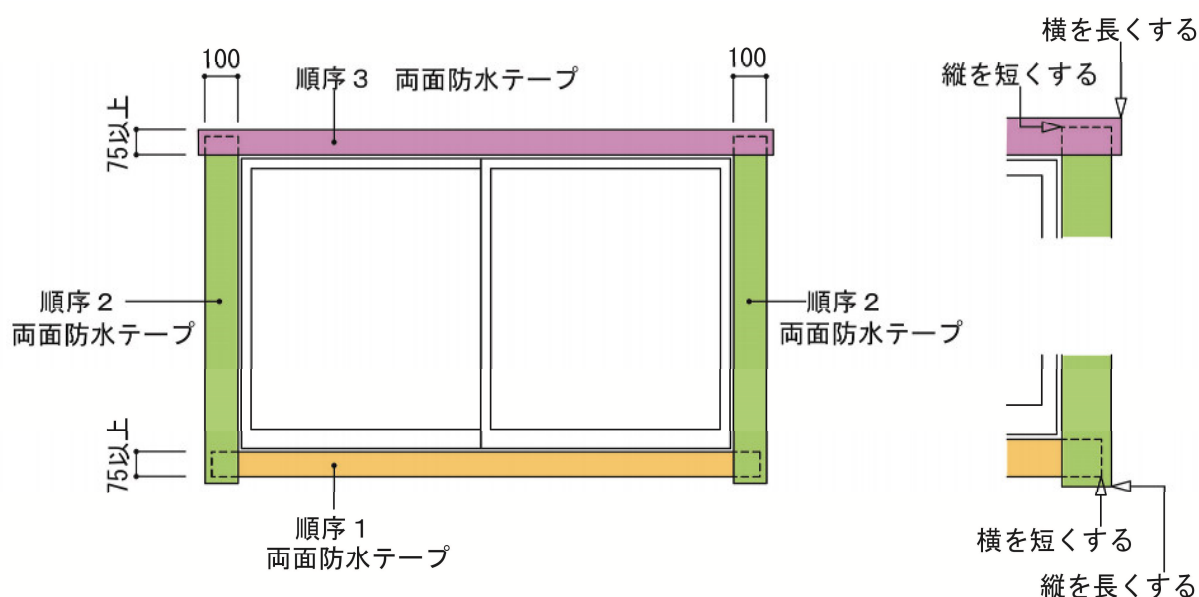 横を長くする
100
100
縦を短くする
順序3 両面防水テープ
75以上
順序2
両面防水テープ
順序2
両面防水テープ
75以上
順序1
両面防水テープ
横を短くする
縦を長くする